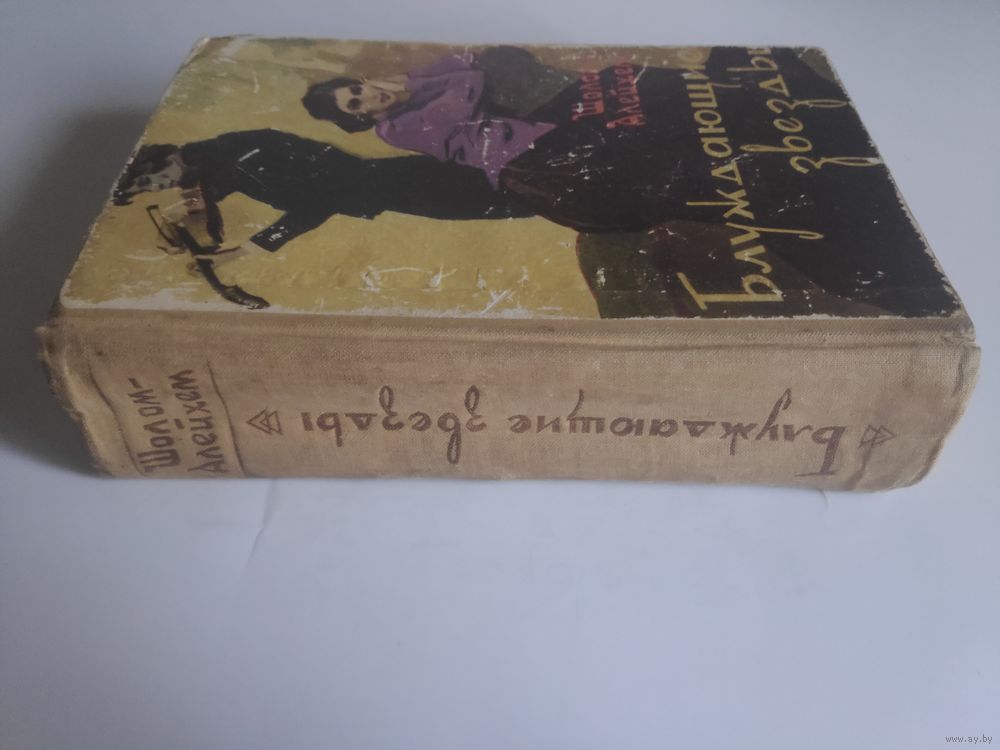 Шолом
Алейхем
Блуждающие
звезды
Шолом-
Алейхем
Блуждающие звезды
www.ay.by